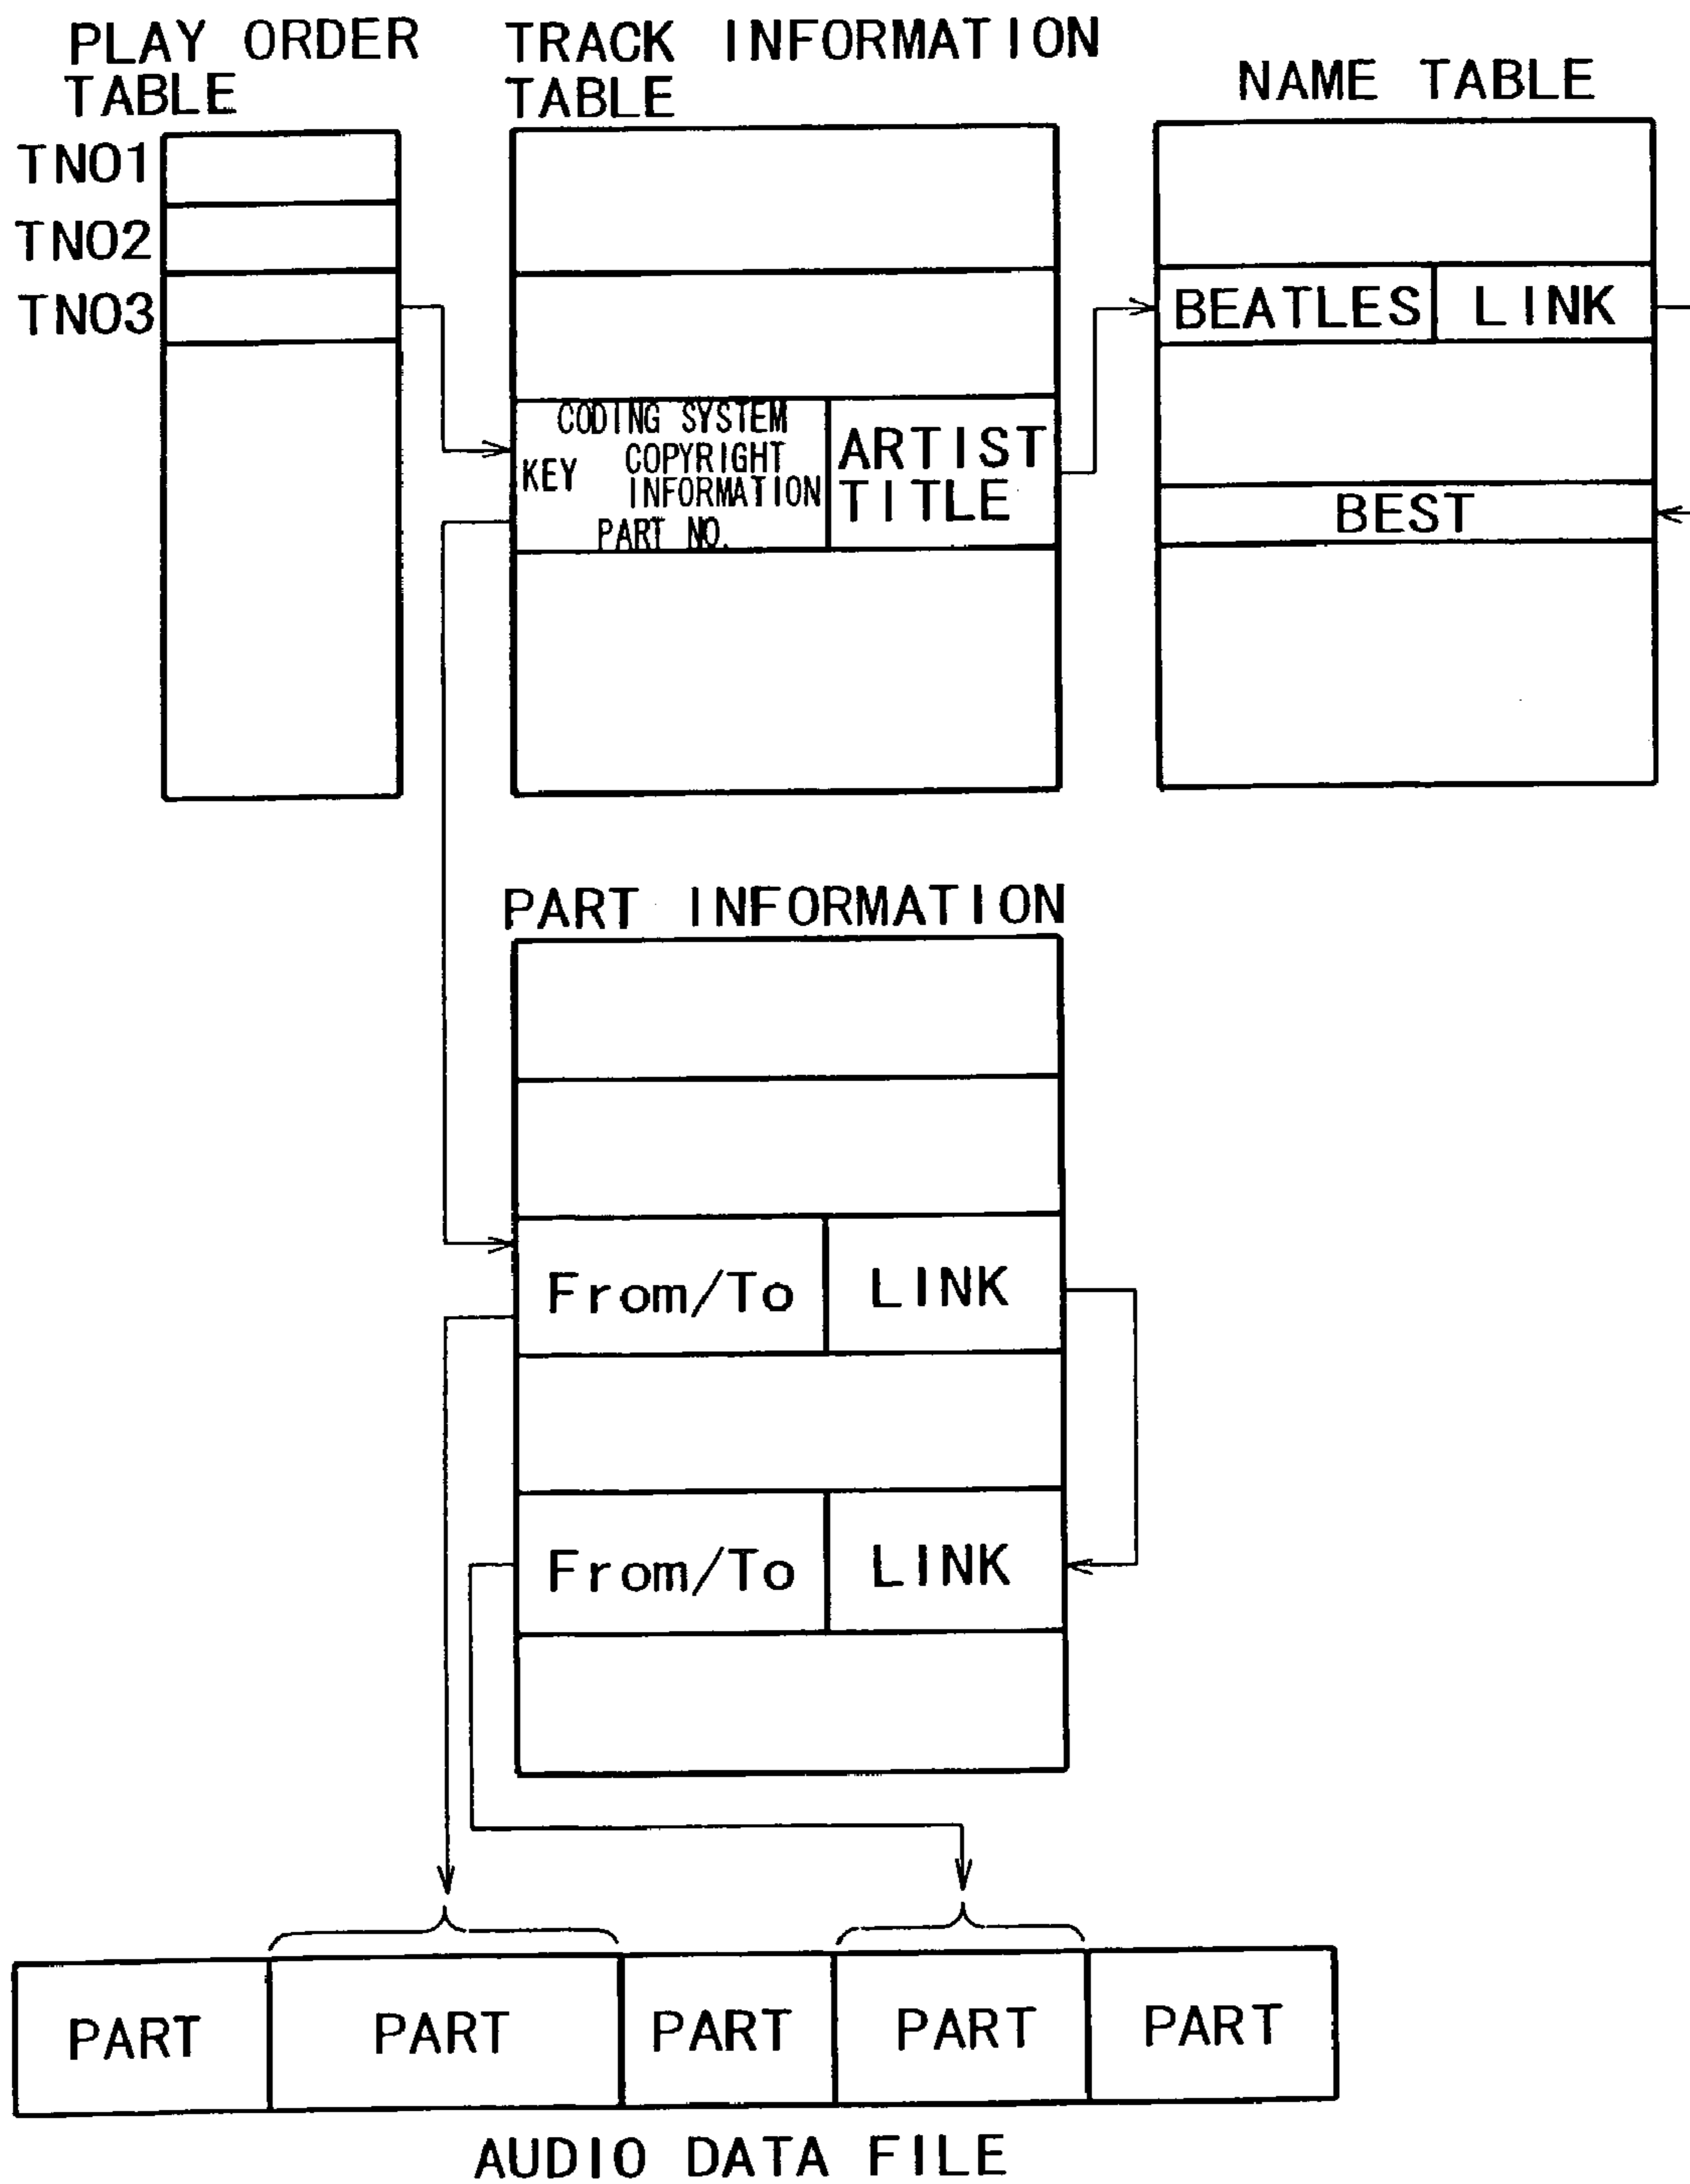 PLAY ORDER
TABLE
TRACK INFORMATION
TABLE
NAME TABLE
TNO1
TNO2
TNO3
CODING SYSTEM
KEY COPYRIGHT
INFORMATION
PART NO.
ARTIST
TITLE
BEATLES LINK
BEST
PART INFORMATION
From/To LINK
From/To LINK
PART PART PART PART PART
AUDIO DATA FILE